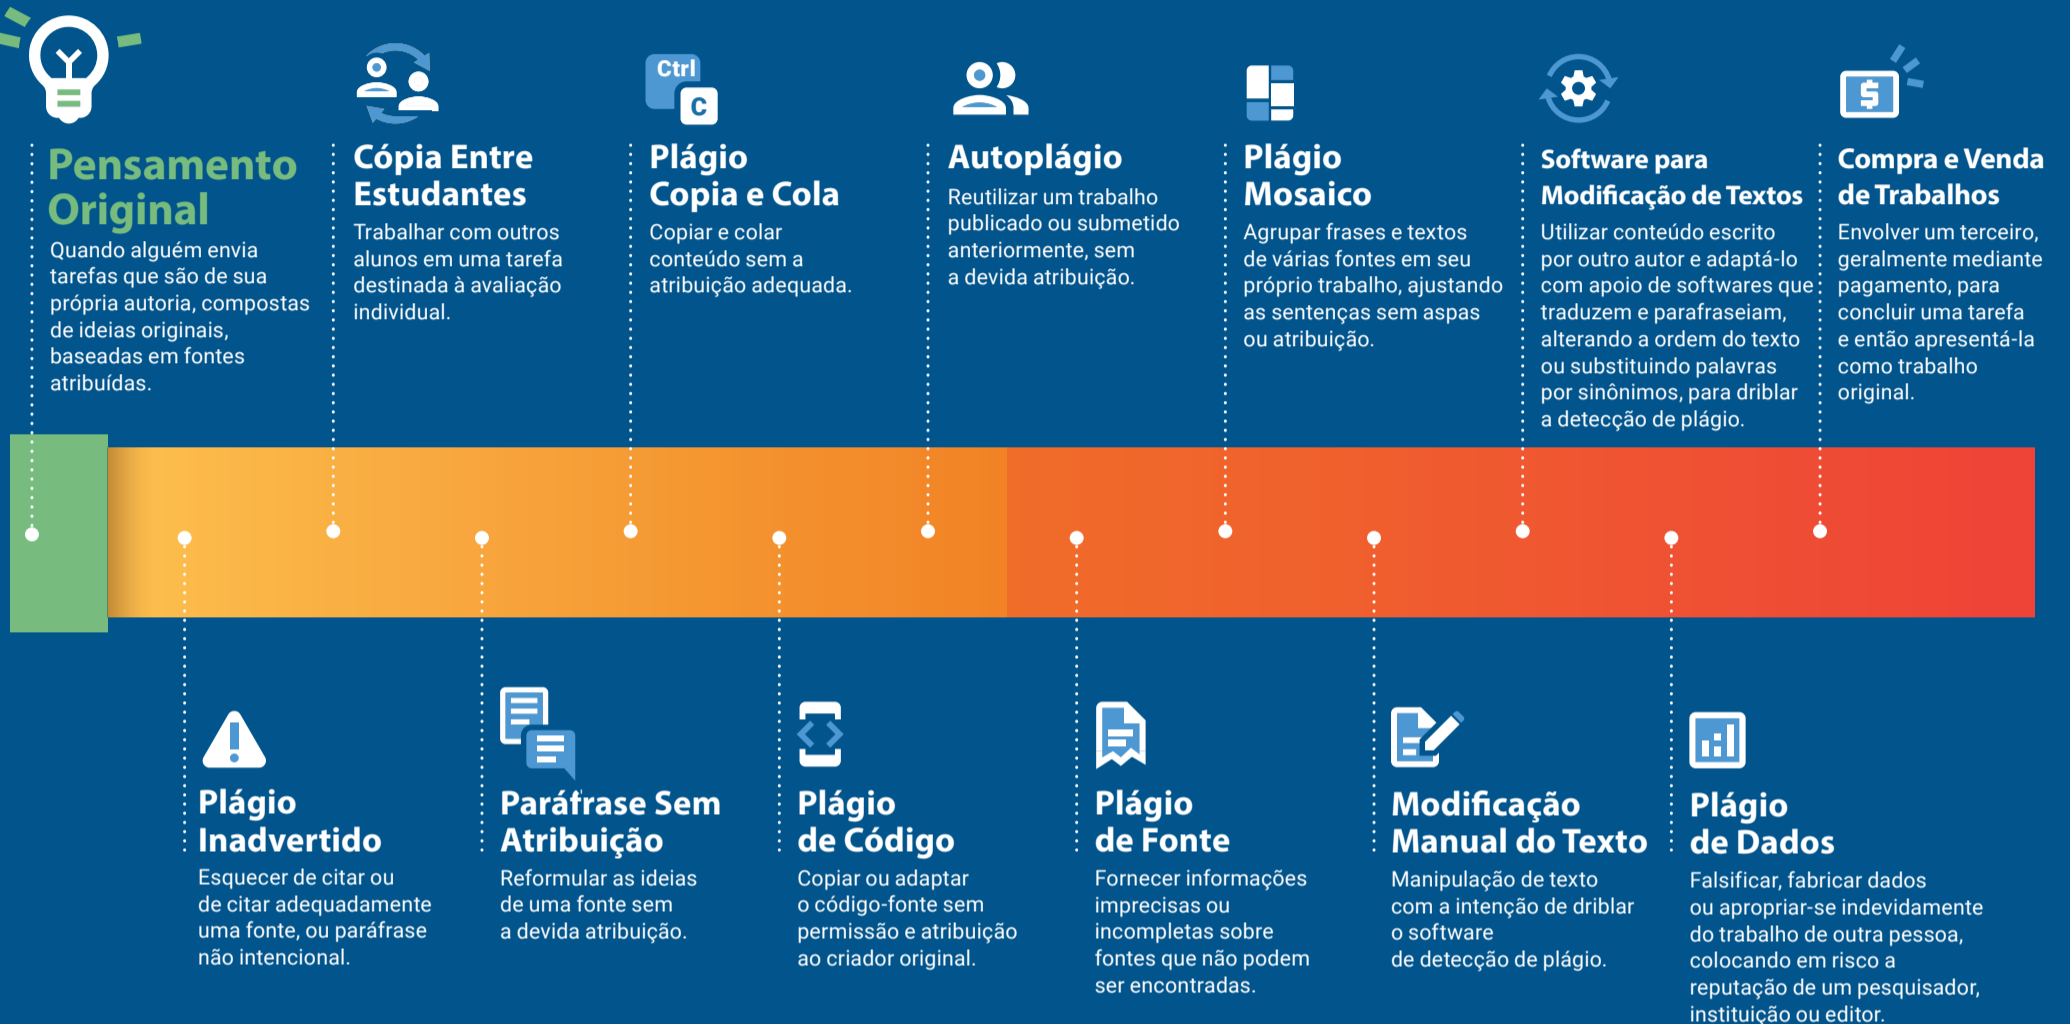 Pensamento
Original
Quando alguém envia
tarefas que são de sua
própria autoria, compostas
de ideias originais,
baseadas em fontes
atribuídas.
Cópia Entre
Estudantes
Trabalhar com outros
alunos em uma tarefa
destinada à avaliação
individual.
Ctrl
C
Plágio
Copia e Cola
Copiar e colar
conteúdo sem a
atribuição adequada.
Autoplágio
Reutilizar um trabalho
publicado ou submetido
anteriormente, sem
a devida atribuição.
Plágio
Mosaico
Agrupar frases e textos
de várias fontes em seu
próprio trabalho, ajustando
as sentenças sem aspas
ou atribuição.
Software para
Modificação de Textos
Utilizar conteúdo escrito
por outro autor e adaptá-lo
com apoio de softwares que
traduzem e parafraseiam,
alterando a ordem do texto
ou substituindo palavras
por sinônimos, para driblar
a detecção de plágio.
$
Compra e Venda
de Trabalhos
Envolver um terceiro,
geralmente mediante
pagamento, para
concluir uma tarefa
e então apresentá-la
como trabalho
original.
Plágio
Inadvertido
Esquecer de citar ou
de citar adequadamente
uma fonte, ou paráfrase
não intencional.
Paráfrase Sem
Atribuição
Reformular as ideias
de uma fonte sem
a devida atribuição.
Plágio
de Código
Copiar ou adaptar
o código-fonte sem
permissão e atribuição
ao criador original.
Plágio
de Fonte
Fornecer informações
imprecisas ou
incompletas sobre
fontes que não podem
ser encontradas.
Modificação
Manual do Texto
Manipulação de texto
com a intenção de driblar
o software
de detecção de plágio.
Plágio
de Dados
Falsificar, fabricar dados
ou apropriar-se indevidamente
do trabalho de outra pessoa,
colocando em risco a
reputação de um pesquisador,
instituição ou editor.